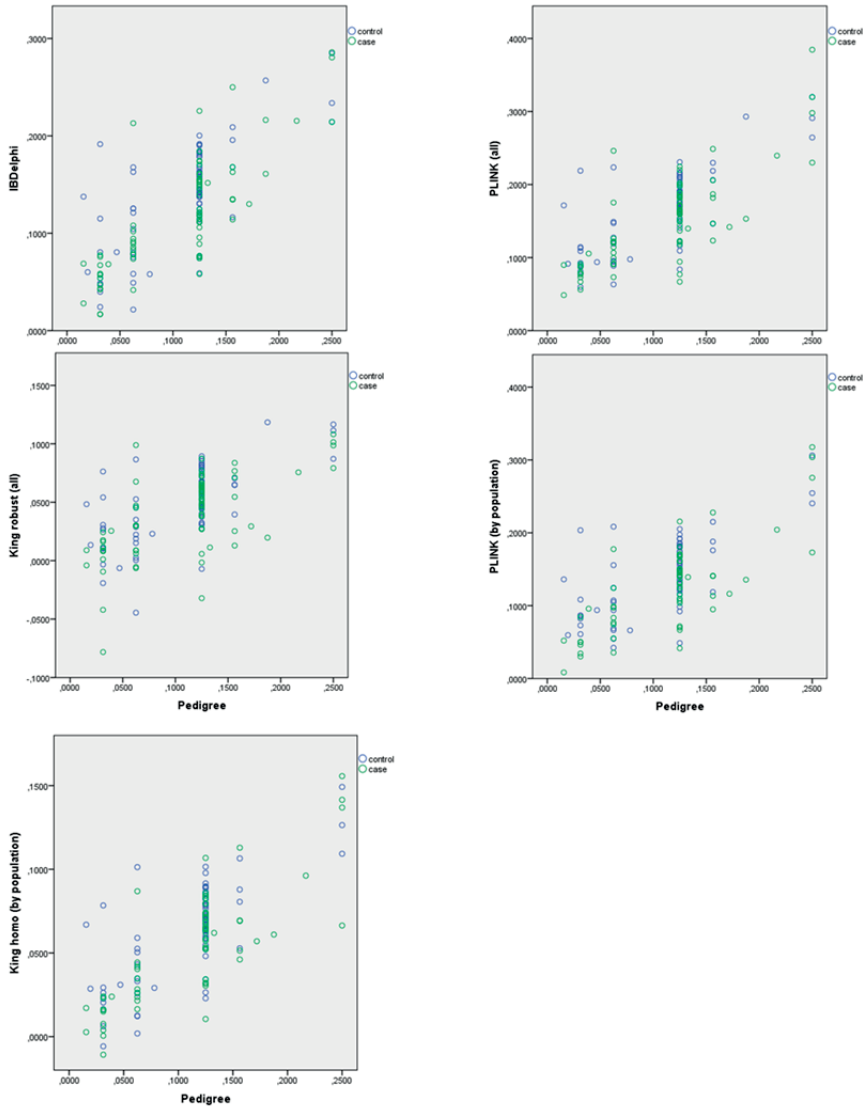 control
case
IBDelphi
,3000
,2000
,1000
,0000
,0000 ,0500 ,1000 ,1500 ,2000 ,2500
control
case
PLINK (all)
,4000
,3000
,2000
,1000
,0000
,0000 ,0500 ,1000 ,1500 ,2000 ,2500
control
case
King robust (all)
,1500
,1000
,0500
,0000
-,0500
-,1000
,0000 ,0500 ,1000 ,1500 ,2000 ,2500
Pedigree
control
case
PLINK (by population)
,4000
,3000
,2000
,1000
,0000
,0000 ,0500 ,1000 ,1500 ,2000 ,2500
Pedigree
control
case
King homo (by population)
,1500
,1000
,0500
,0000
,0000 ,0500 ,1000 ,1500 ,2000 ,2500
Pedigree